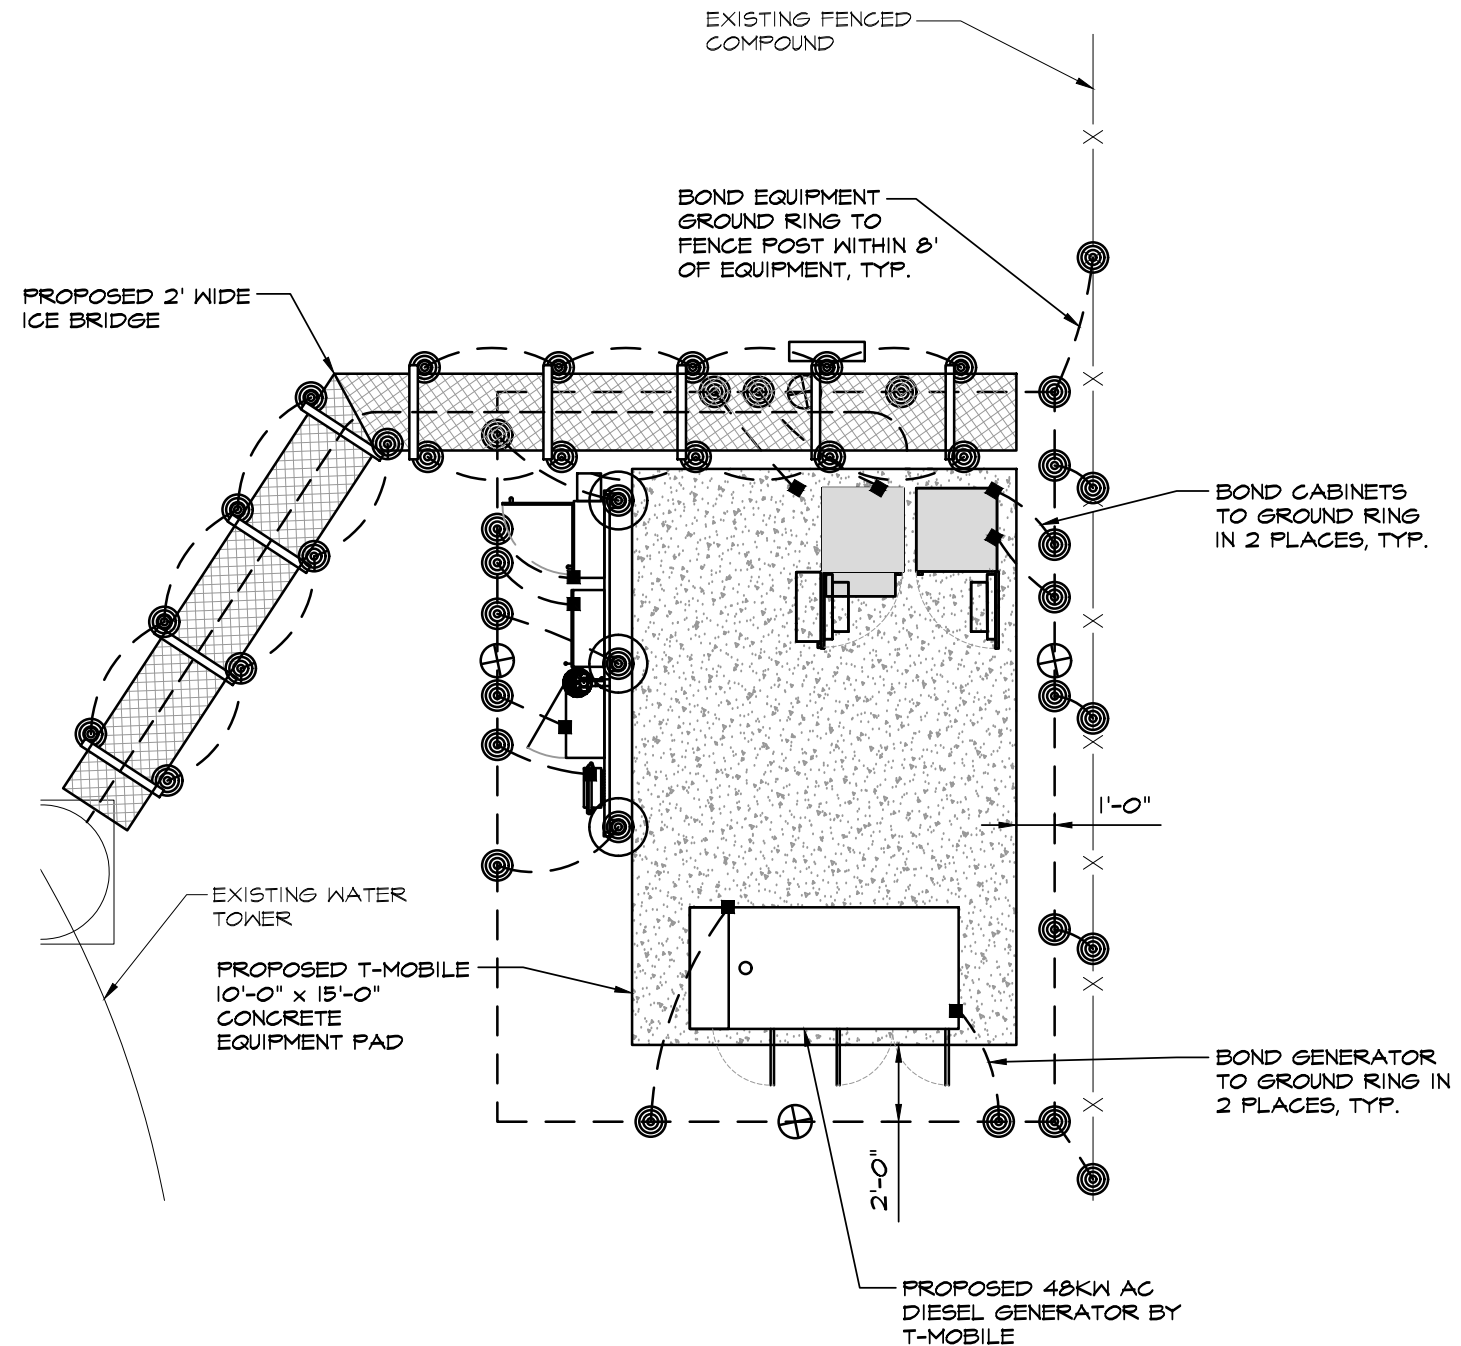 EXISTING FENCED
COMPOUND
BOND EQUIPMENT
GROUND RING TO
FENCE POST WITHIN 8'
OF EQUIPMENT, TYP.
PROPOSED 2' WIDE
ICE BRIDGE
BOND CABINETS
TO GROUND RING
IN 2 PLACES, TYP.
1'-0"
EXISTING WATER
TOWER
PROPOSED T-MOBILE
10'-0" x 15'-0"
CONCRETE
EQUIPMENT PAD
BOND GENERATOR
TO GROUND RING IN
2 PLACES, TYP.
2'-0"
PROPOSED 48KW AC
DIESEL GENERATOR BY
T-MOBILE